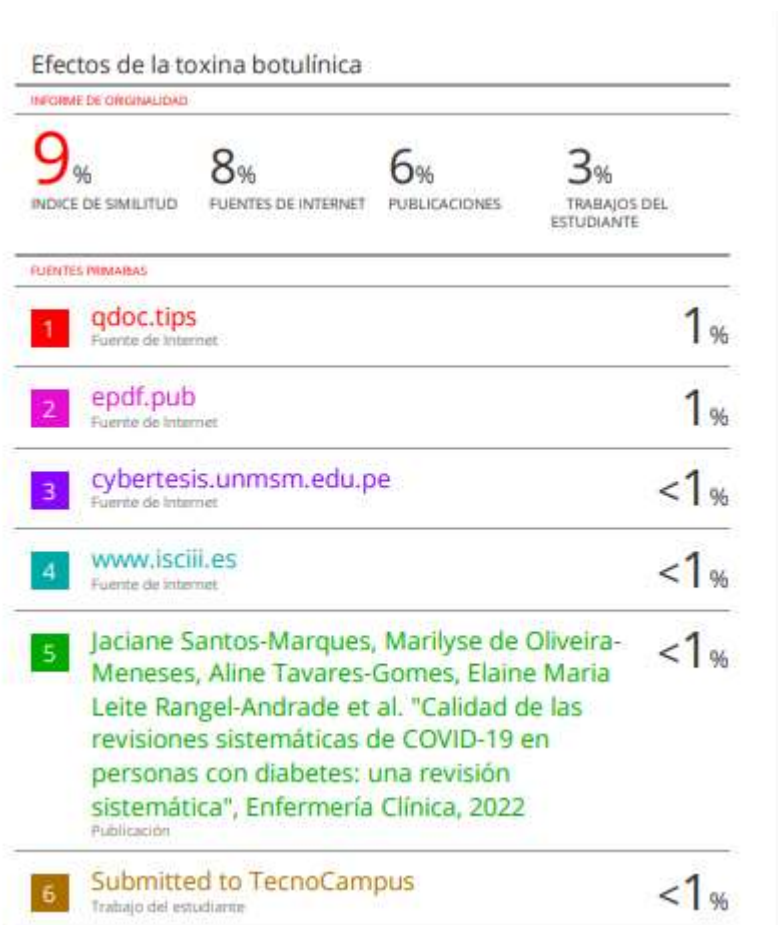 Efectos de la toxina botulínica
INFORME DE ORIGINALIDAD
9%
8%
6%
3%
INDICE DE SIMILITUD
FUENTES DE INTERNET
PUBLICACIONES
TRABAJOS DEL
ESTUDIANTE
FUENTES PRIMARIAS
1
qdoc.tips
Fuente de Internet
1%
2
epdf.pub
Fuente de Internet
1%
3
cybertesis.unmsm.edu.pe
Fuente de Internet
<1%
4
www.isciii.es
Fuente de Internet
<1%
5
Jaciane Santos-Marques, Marilyse de Oliveira-
Meneses, Aline Tavares-Gomes, Elaine Maria
Leite Rangel-Andrade et al. "Calidad de las
revisiones sistemáticas de COVID-19 en
personas con diabetes: una revisión
sistemática", Enfermería Clínica, 2022
Publicación
<1%
6
Submitted to TecnoCampus
Trabajo del estudiante
<1%